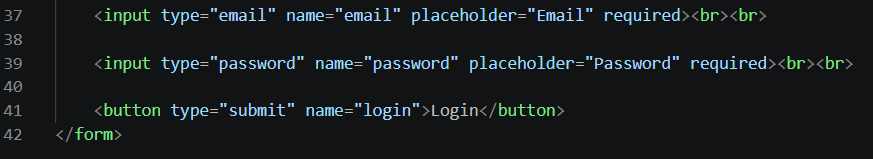 37 <input type="email" name="email" placeholder="Email" required><br><br>
38
39 <input type="password" name="password" placeholder="Password" required><br><br>
40
41 <button type="submit" name="login">Login</button>
42 </form>